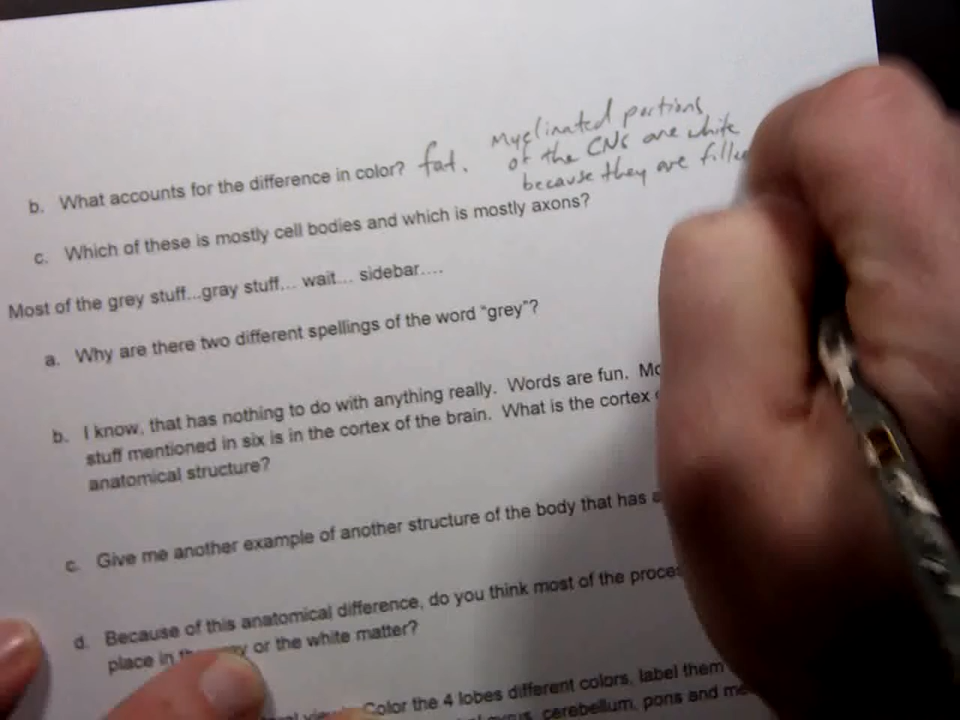 Myelinated portions
b. What accounts for the difference in color? fat. of the CNS are white
because they are filled
c. Which of these is mostly cell bodies and which is mostly axons?
Most of the grey stuff...gray stuff... wait... sidebar....
a. Why are there two different spellings of the word "grey"?
b. I know, that has nothing to do with anything really. Words are fun.
stuff mentioned in six is in the cortex of the brain. What is the cortex
anatomical structure?
c. Give me another example of another structure of the body that has
d. Because of this anatomical difference, do you think most of the
place in or the white matter?
Color the 4 lobes different colors, label them
cerebellum, pons and